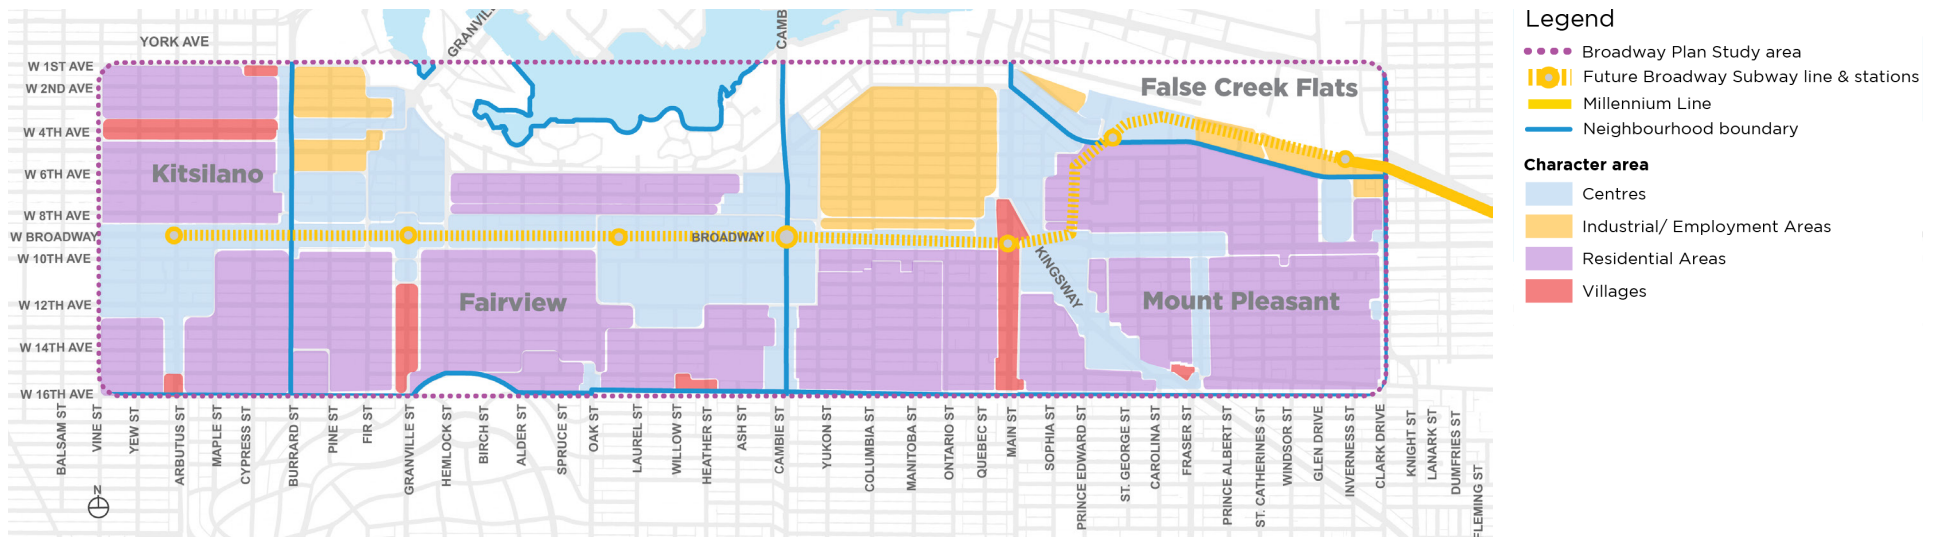 YORK AVE
W 1ST AVE
W 2ND AVE
W 4TH AVE
W 6TH AVE
W 8TH AVE
W BROADWAY
W 10TH AVE
W 12TH AVE
W 14TH AVE
W 16TH AVE
CAMB
Kitsilano
Fairview
False Creek Flats
Mount Pleasant
BROADWAY
KINGSWAY
BALSAM ST
VINE ST
YEW ST
ARBUTUS ST
MAPLE ST
CYPRESS ST
BURRARD ST
PINE ST
FIR ST
GRANVILLE ST
HEMLOCK ST
BIRCH ST
ALDER ST
SPRUCE ST
OAK ST
LAUREL ST
WILLOW ST
HEATHER ST
ASH ST
CAMBIE ST
YUKON ST
COLUMBIA ST
MANITOBA ST
ONTARIO ST
QUEBEC ST
MAIN ST
SOPHIA ST
PRINCE EDWARD ST
ST. GEORGE ST
CAROLINA ST
FRASER ST
PRINCE ALBERT ST
ST. CATHERINES ST
WINDSOR ST
GLEN DRIVE
INVERNESS ST
CLARK DRIVE
KNIGHT ST
LANARK ST
DUMFRIES ST
FLEMING ST
N
Legend
Broadway Plan Study area
Future Broadway Subway line & stations
Millennium Line
Neighbourhood boundary
Character area
Centres
Industrial/ Employment Areas
Residential Areas
Villages